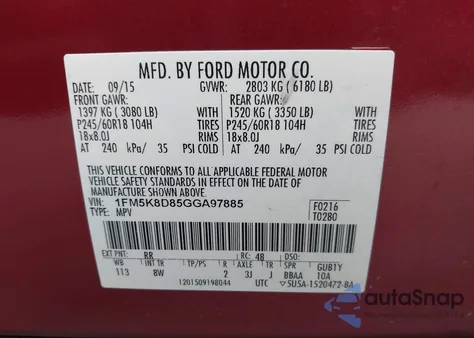 MFD. BY FORD MOTOR CO.
DATE: 09/15 GVWR: 2803 KG ( 6180 LB)
FRONT GAWR: REAR GAWR:
1397 KG ( 3080 LB) WITH 1520 KG ( 3350 LB) WITH
P245/60R18 104H TIRES P245/60R18 104H TIRES
18x8.0J RIMS 18x8.0J RIMS
AT 240 kPa/ 35 PSI COLD AT 240 kPa/ 35 PSI COLD
THIS VEHICLE CONFORMS TO ALL APPLICABLE FEDERAL MOTOR
VEHICLE SAFETY STANDARDS IN EFFECT ON THE DATE OF MANUFACTURE
SHOWN ABOVE.
VIN: 1FM5K8D85GGA97885 F0216
TYPE: MPV T0280
EXT PNT: RR RC: 48 DSO:
WB INT TR TP/PS R AXLE TR SPR GUB1Y
113 8W 2 3J J BBAA 10A
1201509198044 UTC 5U5A-1520472-BA
autoSnap